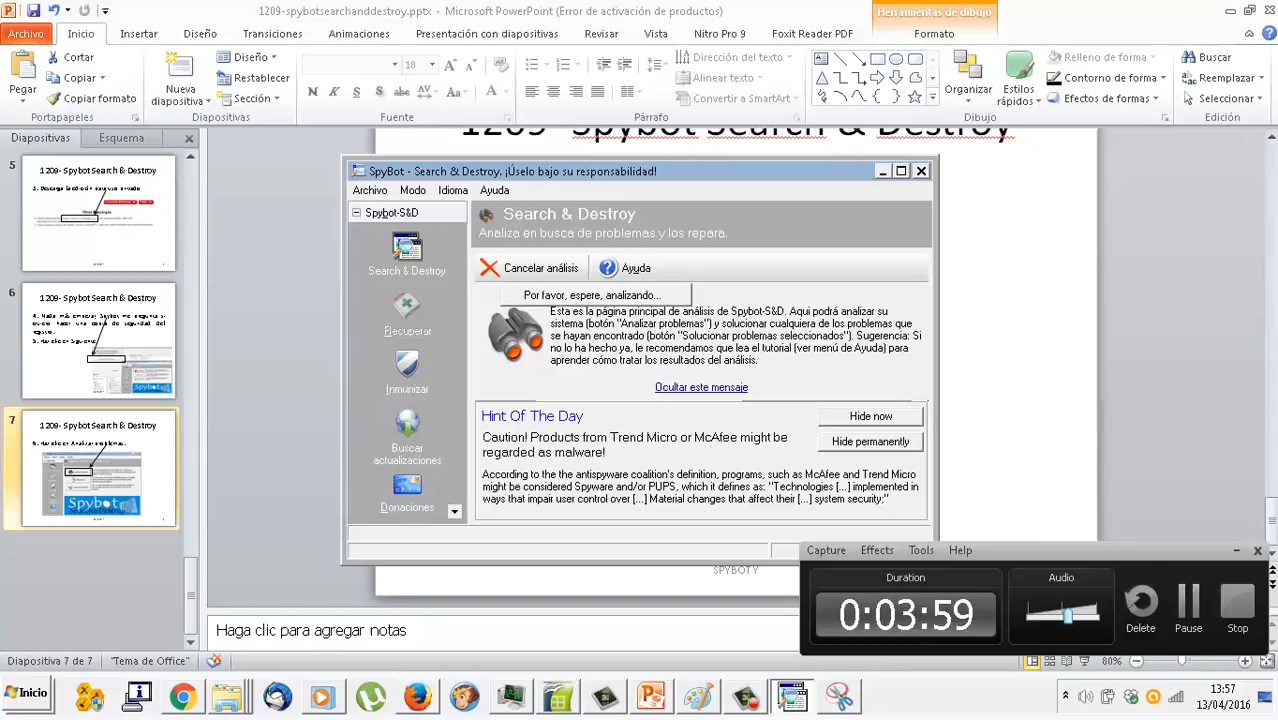 1209-spybotsearchanddestroy.pptx - Microsoft PowerPoint (Error de activación de productos)
Herramientas de dibujo
Archivo
Inicio
Insertar
Diseño
Transiciones
Animaciones
Presentación con diapositivas
Revisar
Vista
Nitro Pro 9
Foxit Reader PDF
Formato
Pegar
Cortar
Copiar
Copiar formato
Portapapeles
Nueva
diapositiva
Diseño
Restablecer
Sección
Diapositivas
18
N K S S abc AV Aa A
Fuente
Dirección del texto
Alinear texto
Convertir a SmartArt
Párrafo
Organizar
Estilos
rápidos
Relleno de forma
Contorno de forma
Efectos de formas
Dibujo
Buscar
Reemplazar
Seleccionar
Edición
Diapositivas
Esquema
5
1209- Spybot Search & Destroy
6
1209- Spybot Search & Destroy
7
1209- Spybot Search & Destroy
1209- Spybot Search & Destroy
SpyBot - Search & Destroy. ¡Úselo bajo su responsabilidad!
Archivo
Modo
Idioma
Ayuda
Spybot-S&D
Search & Destroy
Recuperar
Inmunizar
Buscar
actualizaciones
Donaciones
Search & Destroy
Analiza en busca de problemas y los repara.
Cancelar análisis
Ayuda
Por favor, espere, analizando...
Esta es la página principal de análisis de Spybot-S&D. Aqui podrá analizar su
sistema (botón "Analizar problemas") y solucionar cualquiera de los problemas que
se hayan encontrado (botón "Solucionar problemas seleccionados"). Sugerencia: Si
no lo ha hecho ya, le recomendamos que lea el tutorial (ver menú de Ayuda) para
aprender cómo tratar los resultados del análisis.
Ocultar este mensaje
Hint Of The Day
Hide now
Caution! Products from Trend Micro or McAfee might be
regarded as malware!
Hide permanently
According to the the antispyware coalition's definition, programs, such as McAfee and Trend Micro
might be considered Spyware and/or PUPS, which it defines as: "Technologies [...] implemented in
ways that impair user control over [...] Material changes that affect their [...] system security;"
SPYBOT Y
Capture
Effects
Tools
Help
Duration
0:03:59
Audio
Delete
Pause
Stop
Haga clic para agregar notas
Diapositiva 7 de 7
"Tema de Office"
80%
Inicio
13:57
13/04/2016